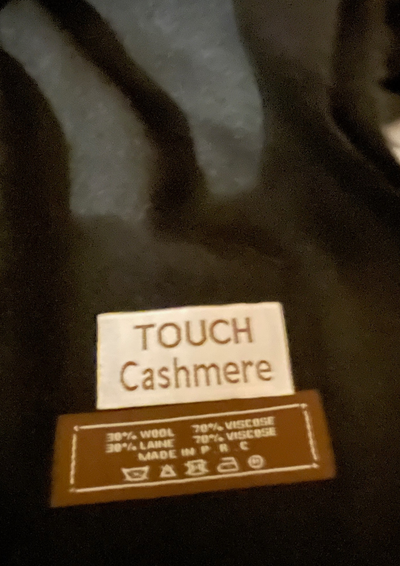 TOUCH
Cashmere
30% WOOL 70% VISCOSE
30% LAINE 70% VISCOSE
MADE IN P. R. C